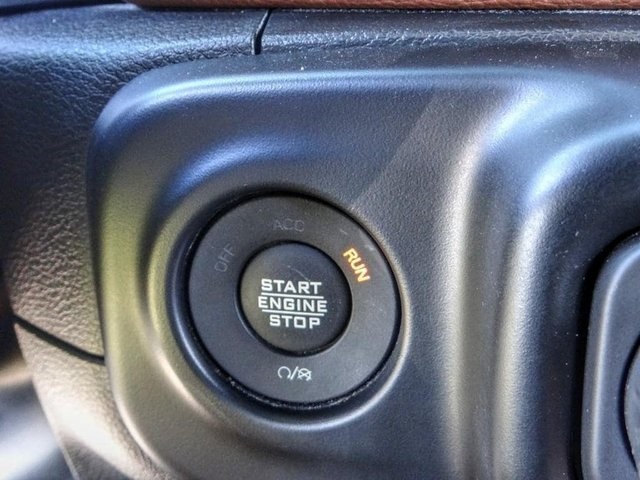 OFF
ACC
RUN
START
ENGINE
STOP